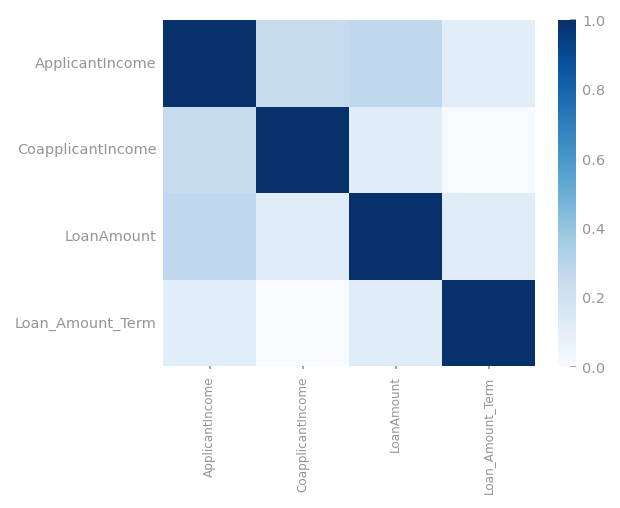 ApplicantIncome
CoapplicantIncome
LoanAmount
Loan_Amount_Term
1.0
0.8
0.6
0.4
0.2
0.0
ApplicantIncome
CoapplicantIncome
LoanAmount
Loan_Amount_Term